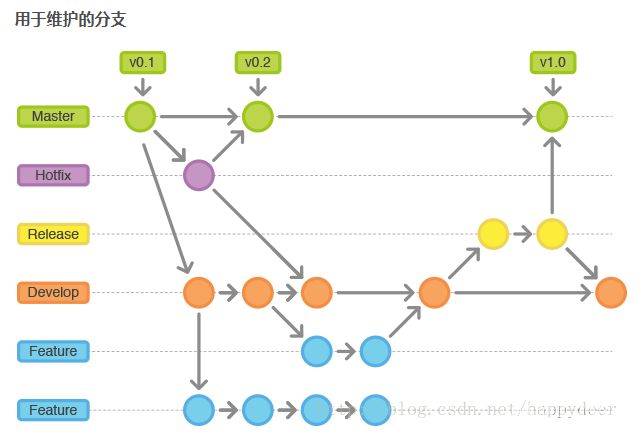 用于维护的分支
v0.1 v0.2 v1.0
Master
Hotfix
Release
Develop
Feature
Feature
blog.csdn.net/happydeer